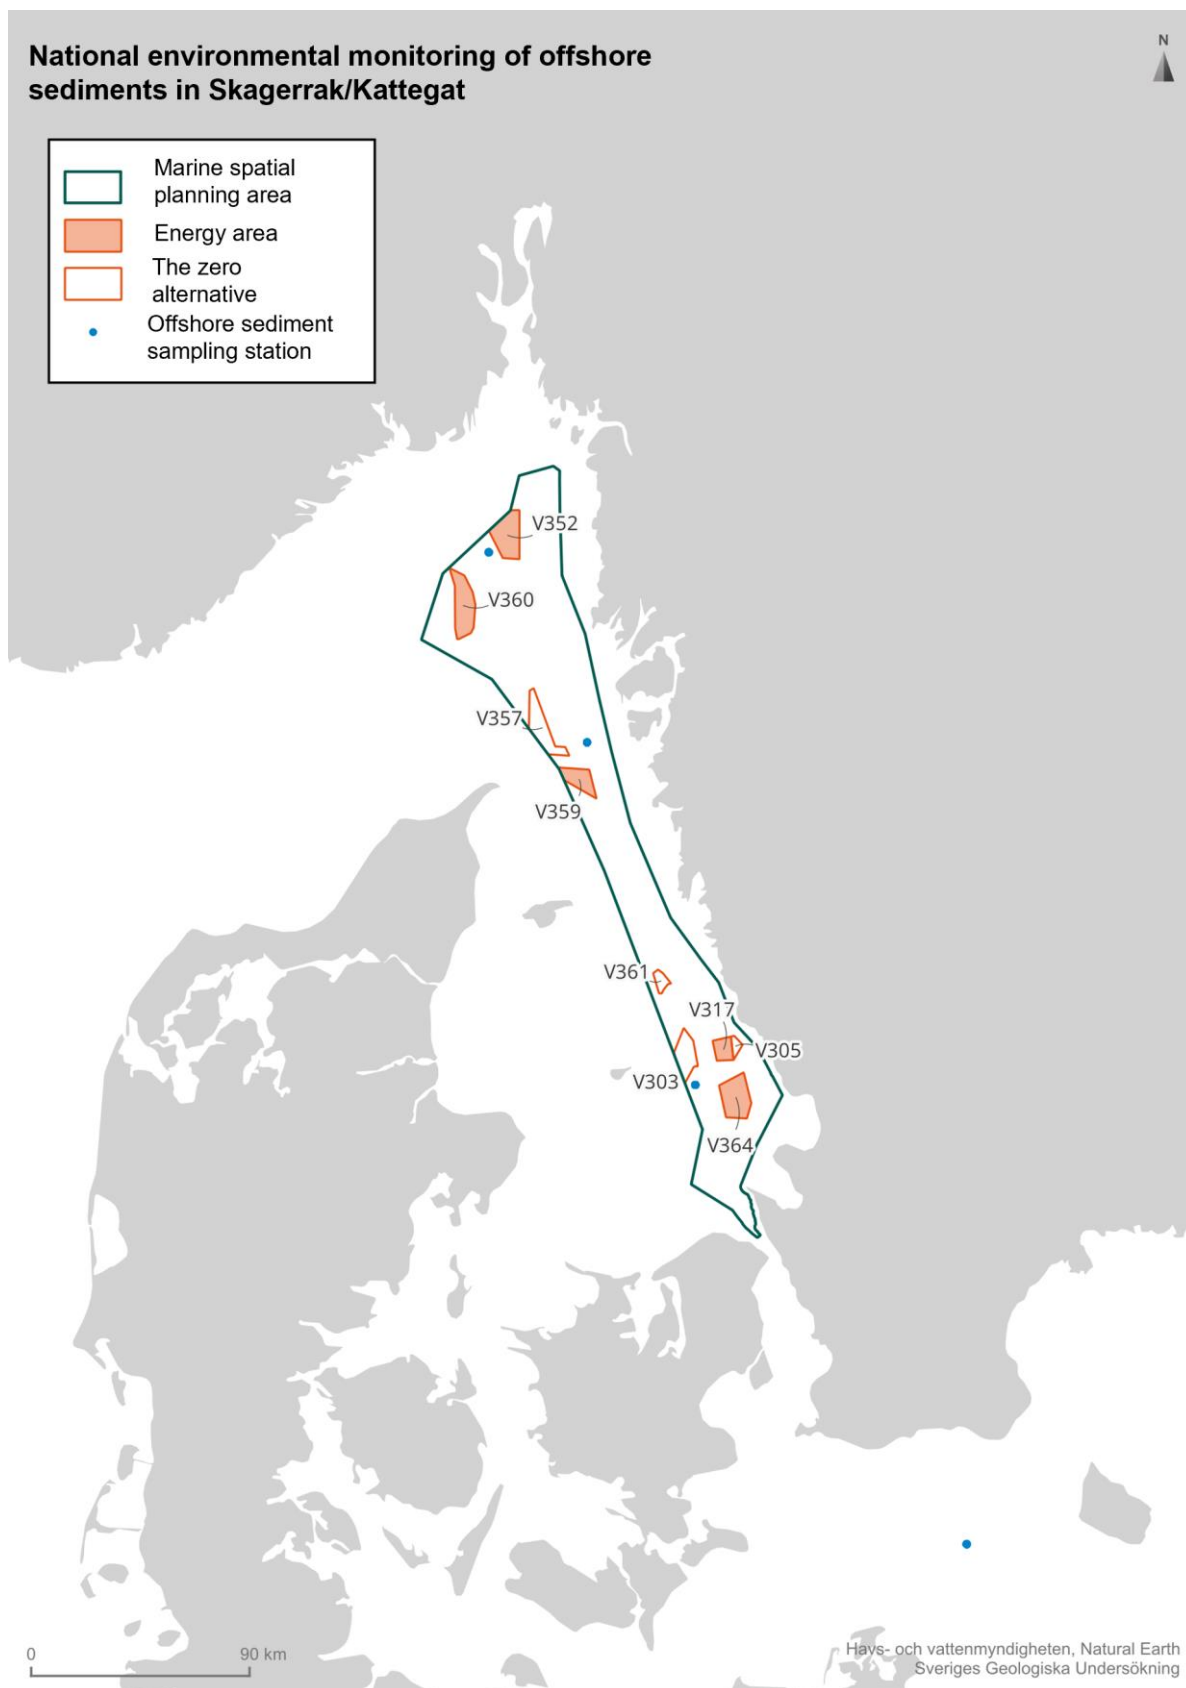 National environmental monitoring of offshore
sediments in Skagerrak/Kattegat
N
Marine spatial
planning area
Energy area
The zero
alternative
Offshore sediment
sampling station
V352
V360
V357
V359
V361
V317
V305
V303
V364
0
90 km
Havs- och vattenmyndigheten, Natural Earth
Sveriges Geologiska Undersökning